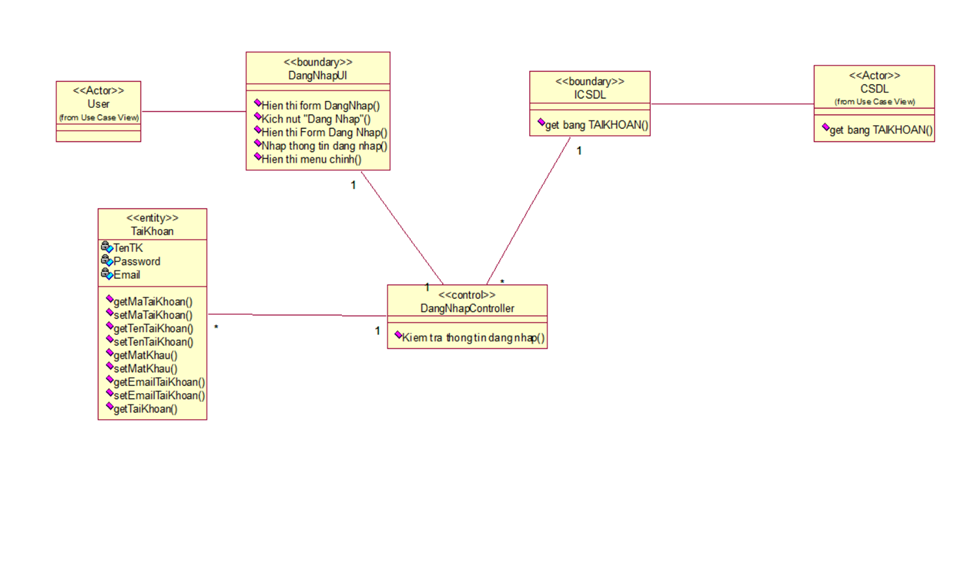 <<Actor>>
User
(from Use Case View)
<<boundary>>
DangNhapUI
Hien thi form DangNhap()
Kich nut "Dang Nhap"()
Hien thi Form Dang Nhap()
Nhap thong tin dang nhap()
Hien thi menu chinh()
<<boundary>>
ICSDL
get bang TAIKHOAN()
<<Actor>>
CSDL
(from Use Case View)
get bang TAIKHOAN()
1
1
<<entity>>
TaiKhoan
TenTK
Password
Email
getMaTaiKhoan()
setMaTaiKhoan()
getTenTaiKhoan()
setTenTaiKhoan()
getMatKhau()
setMatKhau()
getEmailTaiKhoan()
setEmailTaiKhoan()
getTaiKhoan()
*
1
1
*
<<control>>
DangNhapController
Kiem tra thong tin dang nhap()